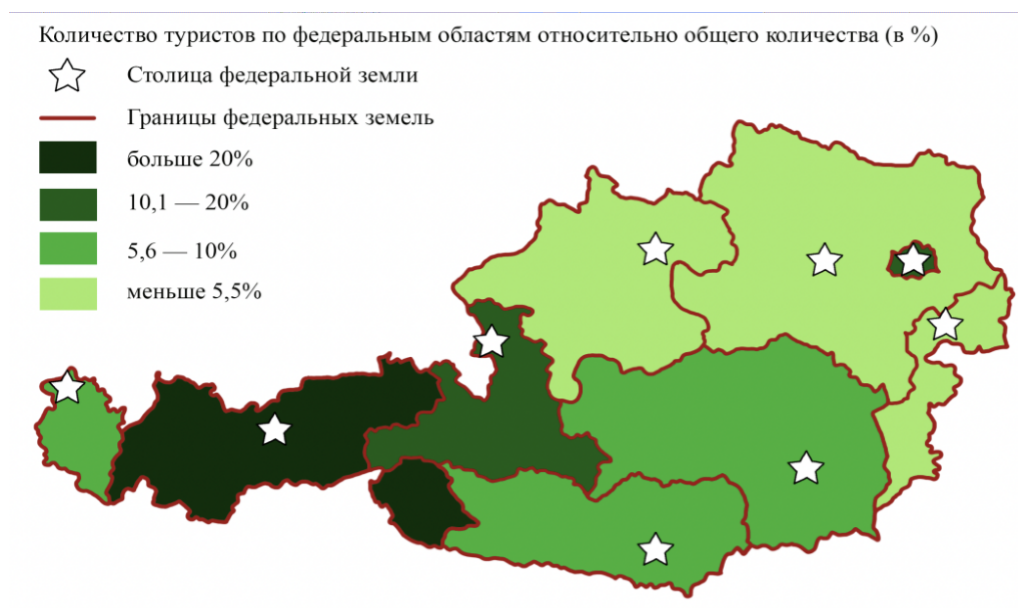 Количество туристов по федеральным областям относительно общего количества (в %)
Столица федеральной земли
Границы федеральных земель
больше 20%
10,1 — 20%
5,6 — 10%
меньше 5,5%